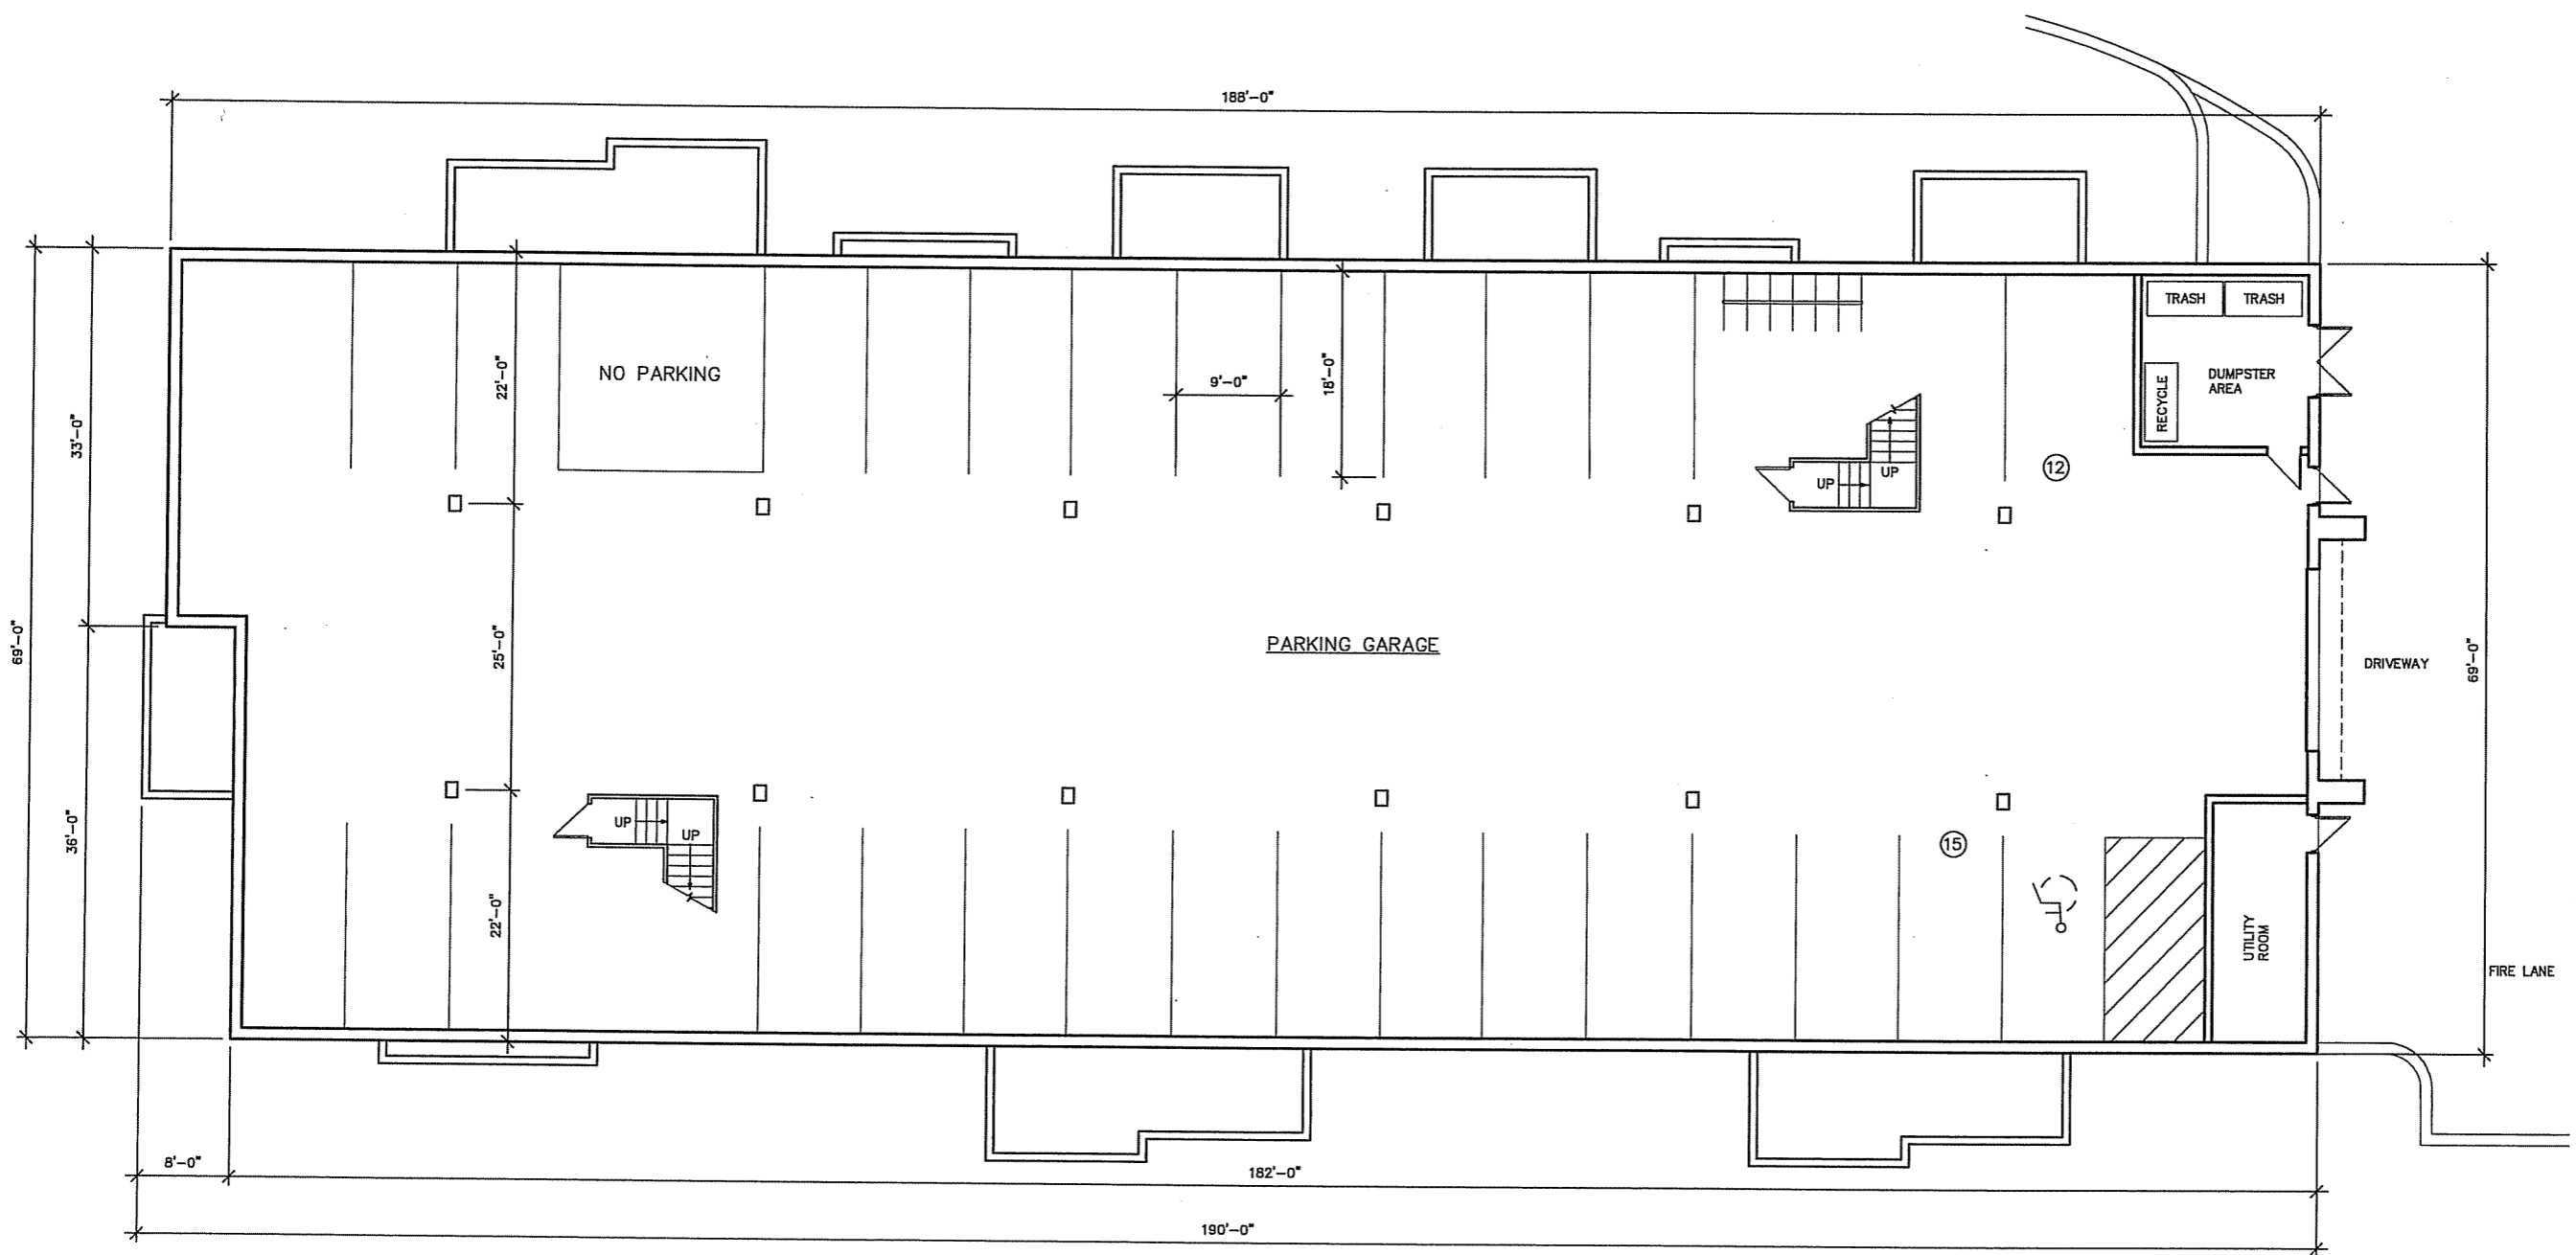 188'-0"
TRASH
TRASH
NO PARKING
22'-0"
9'-0"
18'-0"
RECYCLE
DUMPSTER
AREA
33'-0"
UP
UP
12
69'-0"
25'-0"
PARKING GARAGE
DRIVEWAY
69'-0"
36'-0"
UP
UP
15
22'-0"
UTILITY
ROOM
FIRE LANE
8'-0"
182'-0"
190'-0"